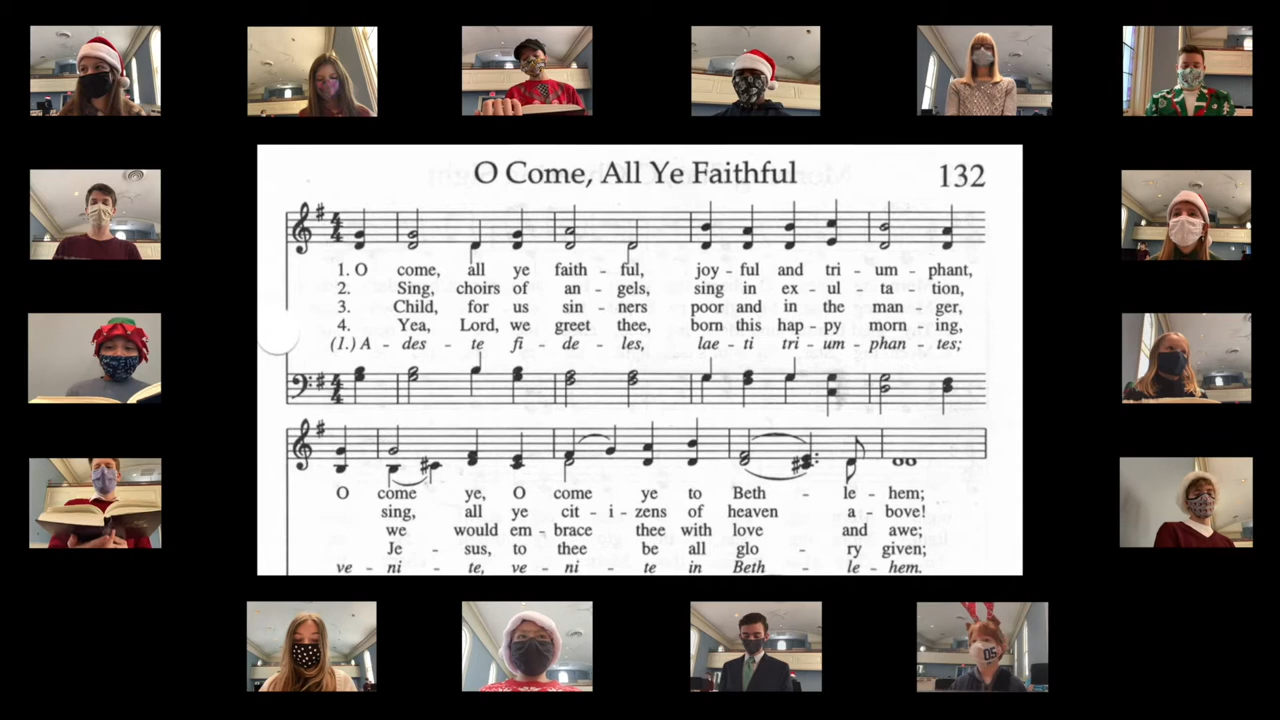 O Come, All Ye Faithful 132
1. O come, all ye faith - ful, joy - ful and tri - um - phant,
2. Sing, choirs of an - gels, sing in ex - ul - ta - tion,
3. Child, for us sin - ners poor and in the man - ger,
4. Yea, Lord, we greet thee, born this hap - py morn ing,
(1.) A - des - te fi - de - les, lae - ti tri - um - phan - tes;
O come ye, O come ye to Beth - le - hem;
sing, all ye cit - i - zens of heaven a - bove!
we would em - brace thee with love and awe;
Je - sus, to thee be all glo - ry given;
ve - ni - te, ve - ni - te in Beth - le - hem.
DS